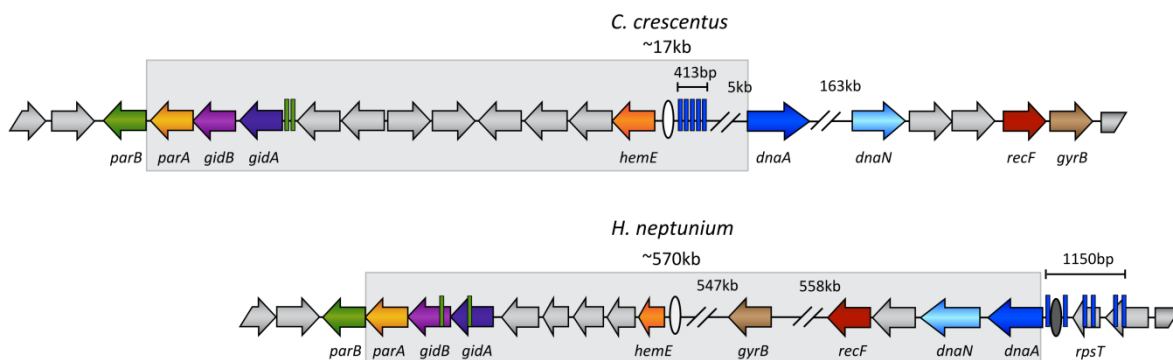 C. crescentus
~17kb
413bp
5kb
163kb
parB parA gidB gidA hemE dnaA dnaN recF gyrB
H. neptunium
~570kb
1150bp
547kb
558kb
parB parA gidB gidA hemE gyrB recF dnaN dnaA rpsT